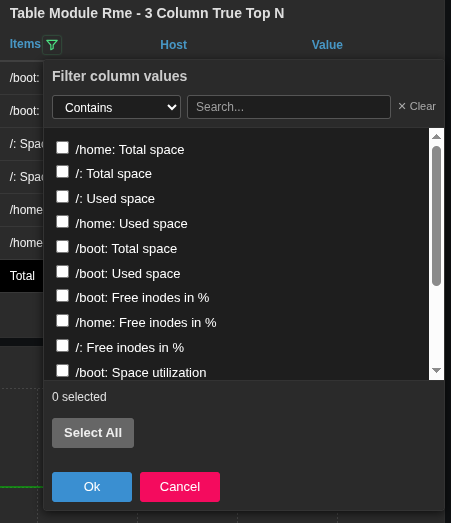 Table Module Rme - 3 Column True Top N
Items Host Value
Filter column values
Contains Search... × Clear
/boot:
/boot:
/: Spac
/: Spac
/home
/home
Total
/home: Total space
/: Total space
/: Used space
/home: Used space
/boot: Total space
/boot: Used space
/boot: Free inodes in %
/home: Free inodes in %
/: Free inodes in %
/boot: Space utilization
0 selected
Select All
Ok Cancel